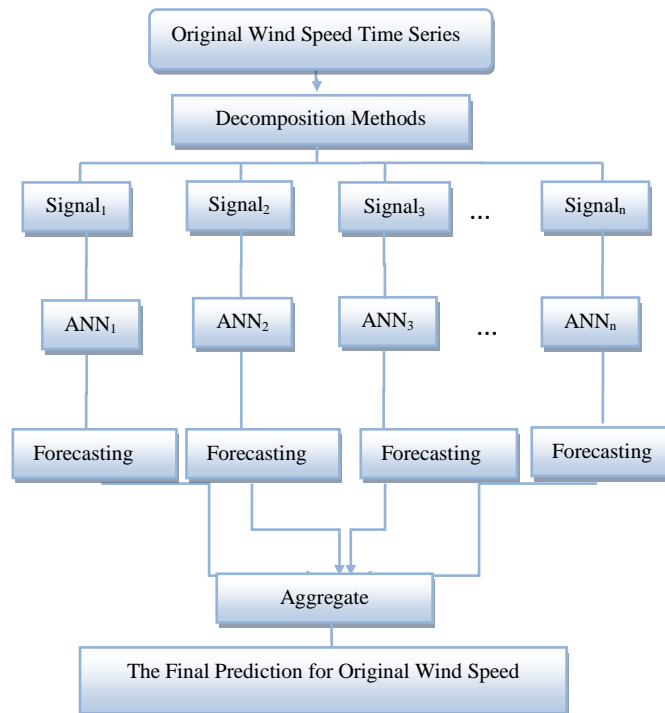 Original Wind Speed Time Series
Decomposition Methods
Signal₁ Signal₂ Signal₃ ... Signalₙ
ANN₁ ANN₂ ANN₃ ... ANNₙ
Forecasting Forecasting Forecasting Forecasting
Aggregate
The Final Prediction for Original Wind Speed